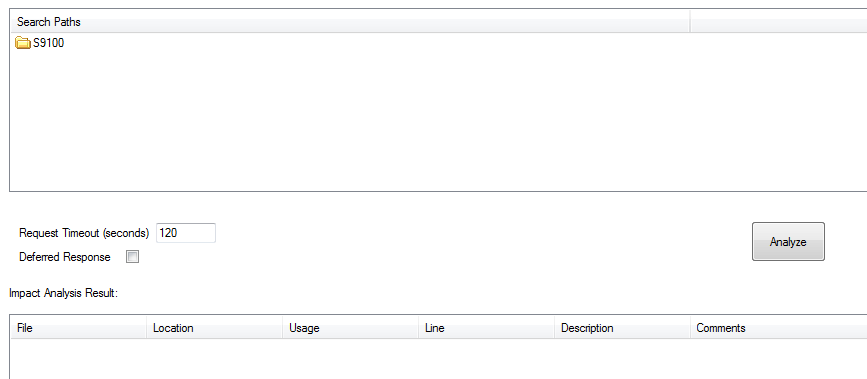 Search Paths
S9100
Request Timeout (seconds) 120
Analyze
Deferred Response
Impact Analysis Result:
File Location Usage Line Description Comments